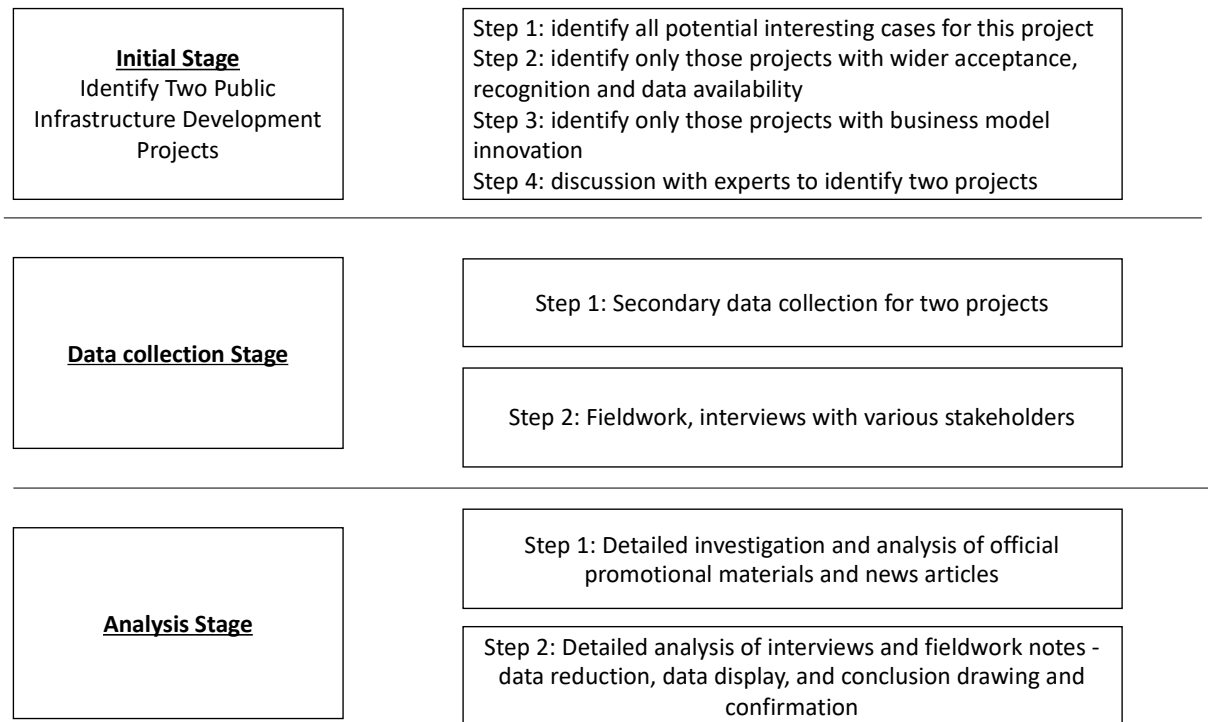 Initial Stage
Identify Two Public
Infrastructure Development
Projects
Step 1: identify all potential interesting cases for this project
Step 2: identify only those projects with wider acceptance,
recognition and data availability
Step 3: identify only those projects with business model
innovation
Step 4: discussion with experts to identify two projects
Data collection Stage
Step 1: Secondary data collection for two projects
Step 2: Fieldwork, interviews with various stakeholders
Analysis Stage
Step 1: Detailed investigation and analysis of official
promotional materials and news articles
Step 2: Detailed analysis of interviews and fieldwork notes -
data reduction, data display, and conclusion drawing and
confirmation